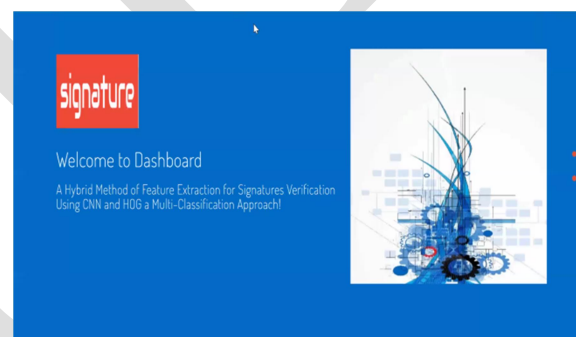 signature
Welcome to Dashboard
A Hybrid Method of Feature Extraction for Signatures Verification
Using CNN and HOG a Multi-Classification Approach!